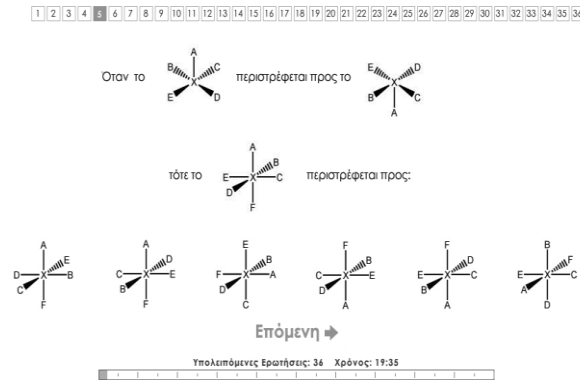 1 2 3 4 5 6 7 8 9 10 11 12 13 14 15 16 17 18 19 20 21 22 23 24 25 26 27 28 29 30 31 32 33 34 35 36
Όταν το A B C X E D περιστρέφεται προς το E D X B C A
τότε το A B E X C D F περιστρέφεται προς:
A E D X B C F
A D C X E B F
E B F X A D C
F B C X E D A
F D E X C B A
B F E X C A D
Επόμενη
Υπολειπόμενες Ερωτήσεις: 36 Χρόνος: 19:35